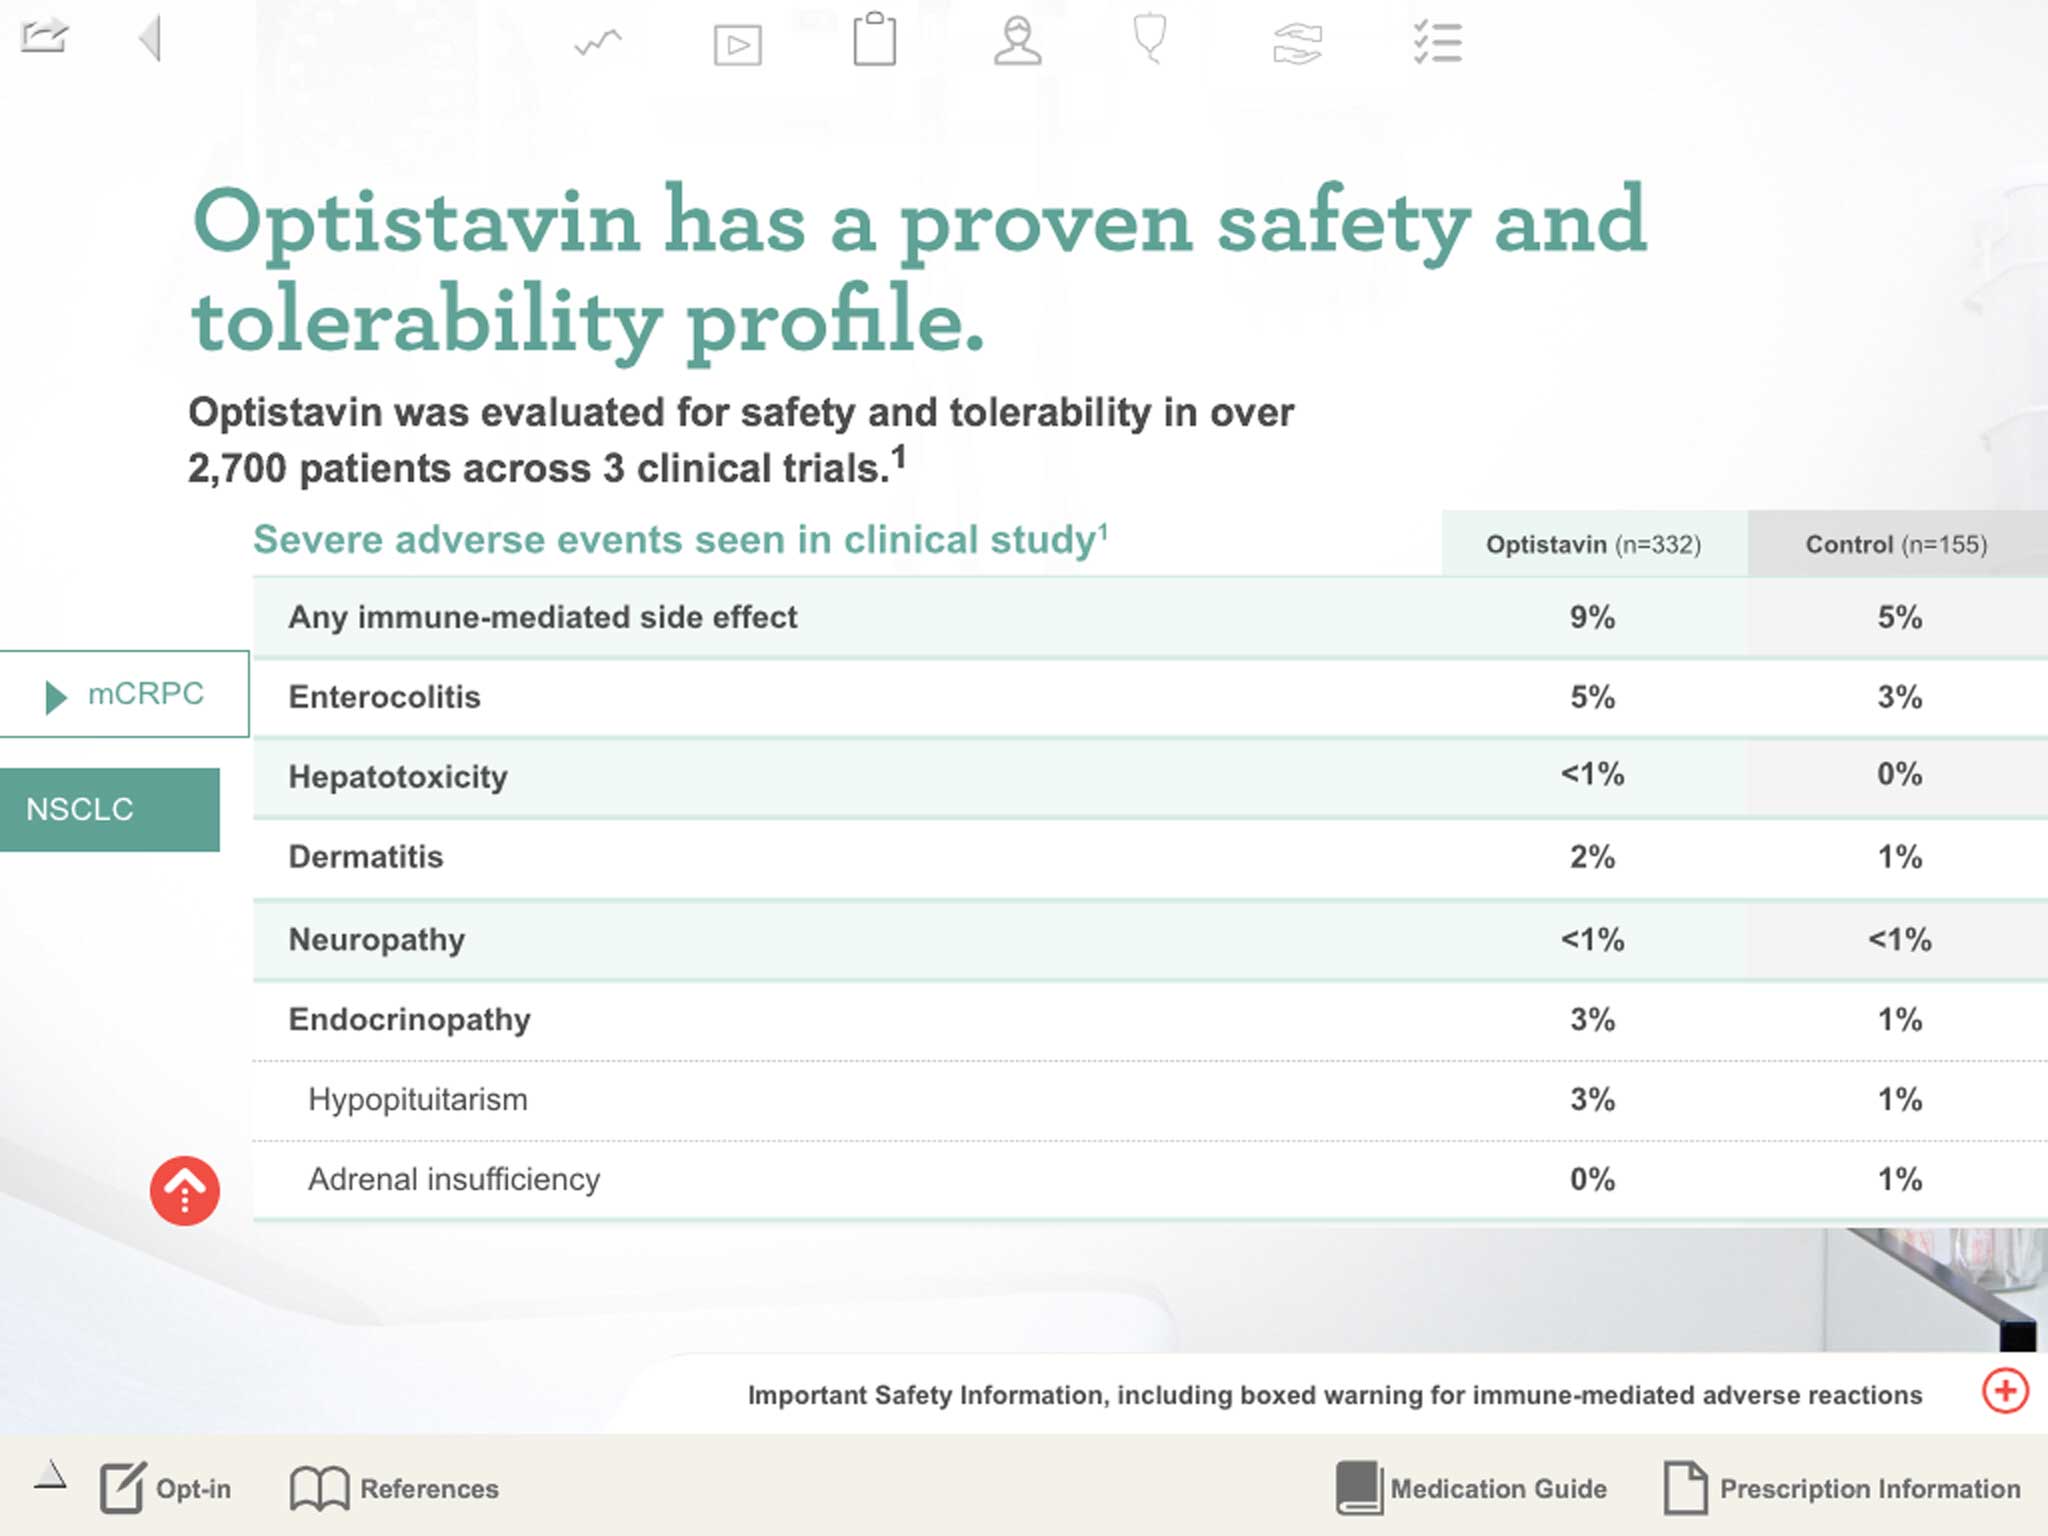 Optistavin has a proven safety and
tolerability profile.
Optistavin was evaluated for safety and tolerability in over
2,700 patients across 3 clinical trials.¹
Severe adverse events seen in clinical study¹ Optistavin (n=332) Control (n=155)
Any immune-mediated side effect 9% 5%
mCRPC
Enterocolitis 5% 3%
Hepatotoxicity <1% 0%
NSCLC
Dermatitis 2% 1%
Neuropathy <1% <1%
Endocrinopathy 3% 1%
Hypopituitarism 3% 1%
Adrenal insufficiency 0% 1%
Important Safety Information, including boxed warning for immune-mediated adverse reactions
Opt-in References Medication Guide Prescription Information